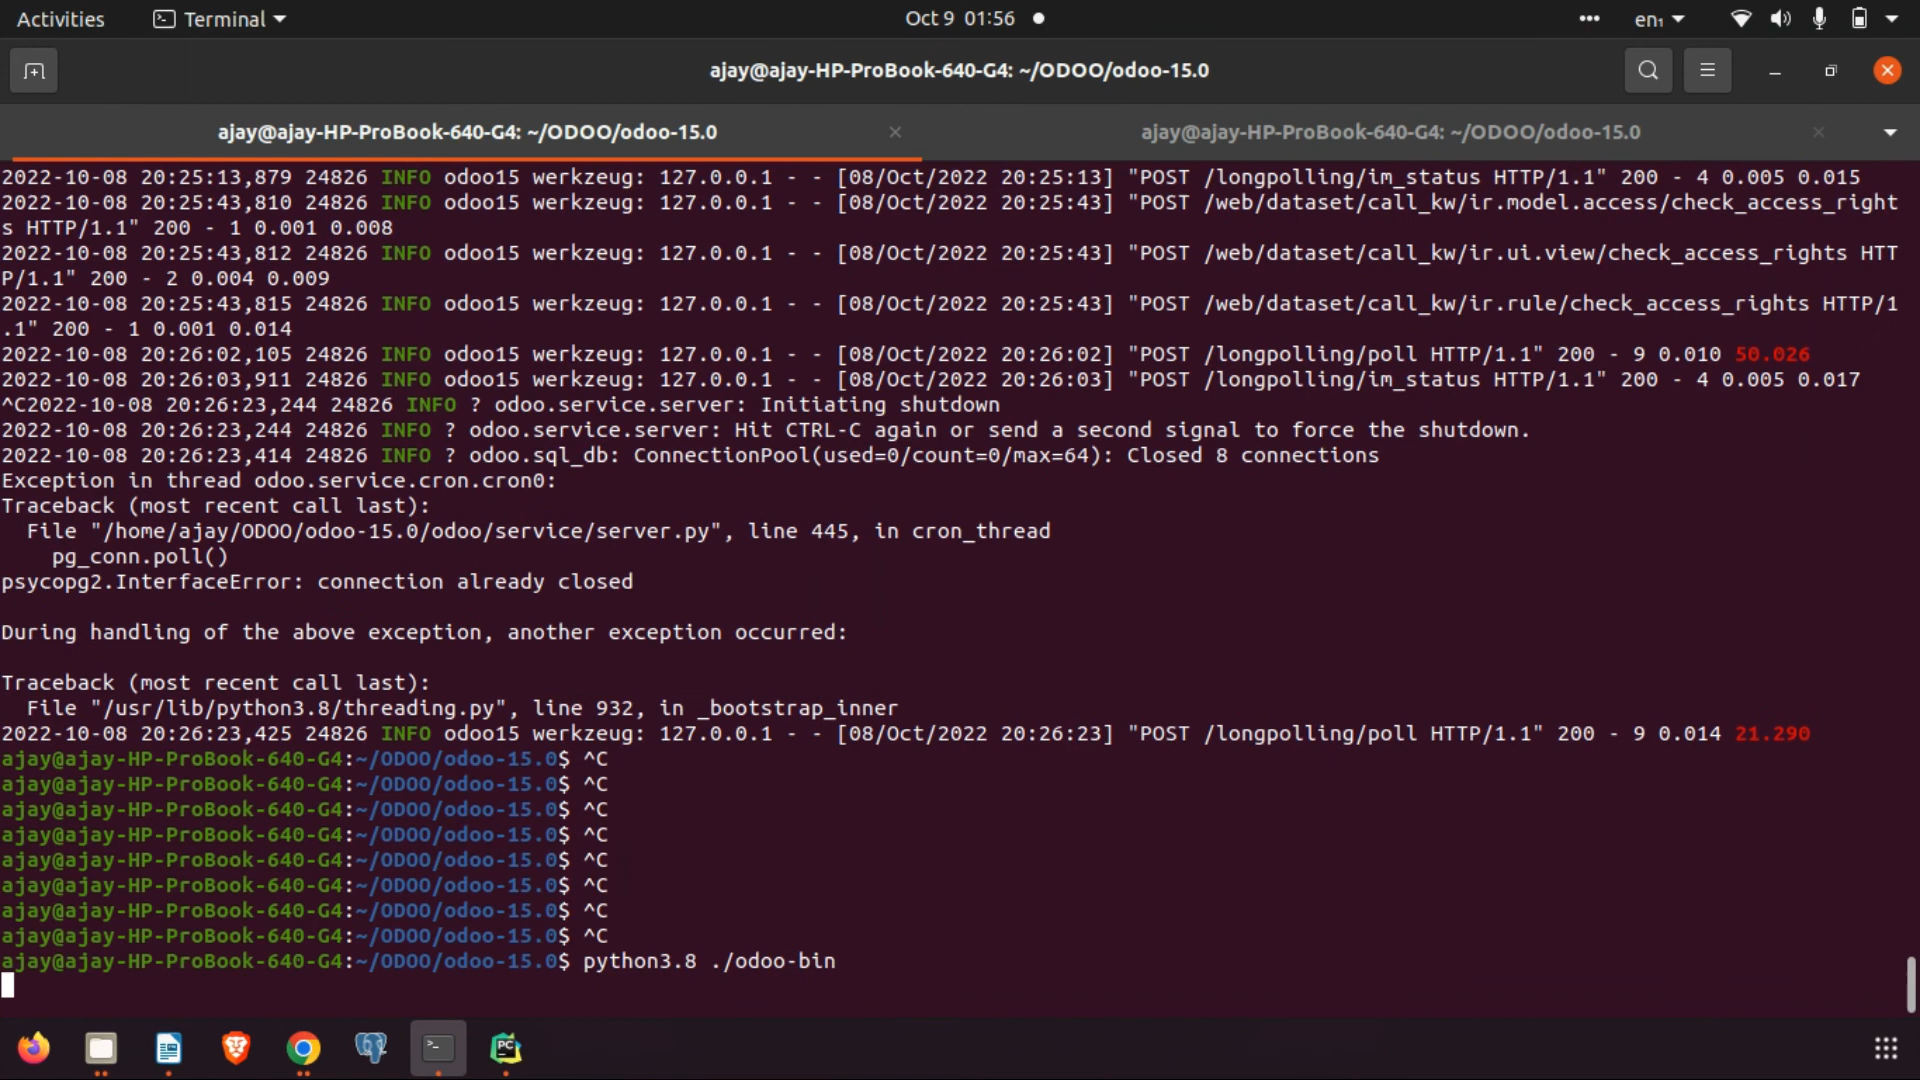 Activities
Terminal
Oct 9 01:56
en₁
ajay@ajay-HP-ProBook-640-G4: ~/ODOO/odoo-15.0
ajay@ajay-HP-ProBook-640-G4: ~/ODOO/odoo-15.0
ajay@ajay-HP-ProBook-640-G4: ~/ODOO/odoo-15.0
2022-10-08 20:25:13,879 24826 INFO odoo15 werkzeug: 127.0.0.1 - - [08/Oct/2022 20:25:13] "POST /longpolling/im_status HTTP/1.1" 200 - 4 0.005 0.015
2022-10-08 20:25:43,810 24826 INFO odoo15 werkzeug: 127.0.0.1 - - [08/Oct/2022 20:25:43] "POST /web/dataset/call_kw/ir.model.access/check_access_right
s HTTP/1.1" 200 - 1 0.001 0.008
2022-10-08 20:25:43,812 24826 INFO odoo15 werkzeug: 127.0.0.1 - - [08/Oct/2022 20:25:43] "POST /web/dataset/call_kw/ir.ui.view/check_access_rights HTT
P/1.1" 200 - 2 0.004 0.009
2022-10-08 20:25:43,815 24826 INFO odoo15 werkzeug: 127.0.0.1 - - [08/Oct/2022 20:25:43] "POST /web/dataset/call_kw/ir.rule/check_access_rights HTTP/1
.1" 200 - 1 0.001 0.014
2022-10-08 20:26:02,105 24826 INFO odoo15 werkzeug: 127.0.0.1 - - [08/Oct/2022 20:26:02] "POST /longpolling/poll HTTP/1.1" 200 - 9 0.010 50.026
2022-10-08 20:26:03,911 24826 INFO odoo15 werkzeug: 127.0.0.1 - - [08/Oct/2022 20:26:03] "POST /longpolling/im_status HTTP/1.1" 200 - 4 0.005 0.017
^C2022-10-08 20:26:23,244 24826 INFO ? odoo.service.server: Initiating shutdown
2022-10-08 20:26:23,244 24826 INFO ? odoo.service.server: Hit CTRL-C again or send a second signal to force the shutdown.
2022-10-08 20:26:23,414 24826 INFO ? odoo.sql_db: ConnectionPool(used=0/count=0/max=64): Closed 8 connections
Exception in thread odoo.service.cron.cron0:
Traceback (most recent call last):
  File "/home/ajay/ODOO/odoo-15.0/odoo/service/server.py", line 445, in cron_thread
    pg_conn.poll()
psycopg2.InterfaceError: connection already closed
During handling of the above exception, another exception occurred:
Traceback (most recent call last):
  File "/usr/lib/python3.8/threading.py", line 932, in _bootstrap_inner
2022-10-08 20:26:23,425 24826 INFO odoo15 werkzeug: 127.0.0.1 - - [08/Oct/2022 20:26:23] "POST /longpolling/poll HTTP/1.1" 200 - 9 0.014 21.290
ajay@ajay-HP-ProBook-640-G4:~/ODOO/odoo-15.0$ ^C
ajay@ajay-HP-ProBook-640-G4:~/ODOO/odoo-15.0$ ^C
ajay@ajay-HP-ProBook-640-G4:~/ODOO/odoo-15.0$ ^C
ajay@ajay-HP-ProBook-640-G4:~/ODOO/odoo-15.0$ ^C
ajay@ajay-HP-ProBook-640-G4:~/ODOO/odoo-15.0$ ^C
ajay@ajay-HP-ProBook-640-G4:~/ODOO/odoo-15.0$ ^C
ajay@ajay-HP-ProBook-640-G4:~/ODOO/odoo-15.0$ ^C
ajay@ajay-HP-ProBook-640-G4:~/ODOO/odoo-15.0$ ^C
ajay@ajay-HP-ProBook-640-G4:~/ODOO/odoo-15.0$ python3.8 ./odoo-bin
PC